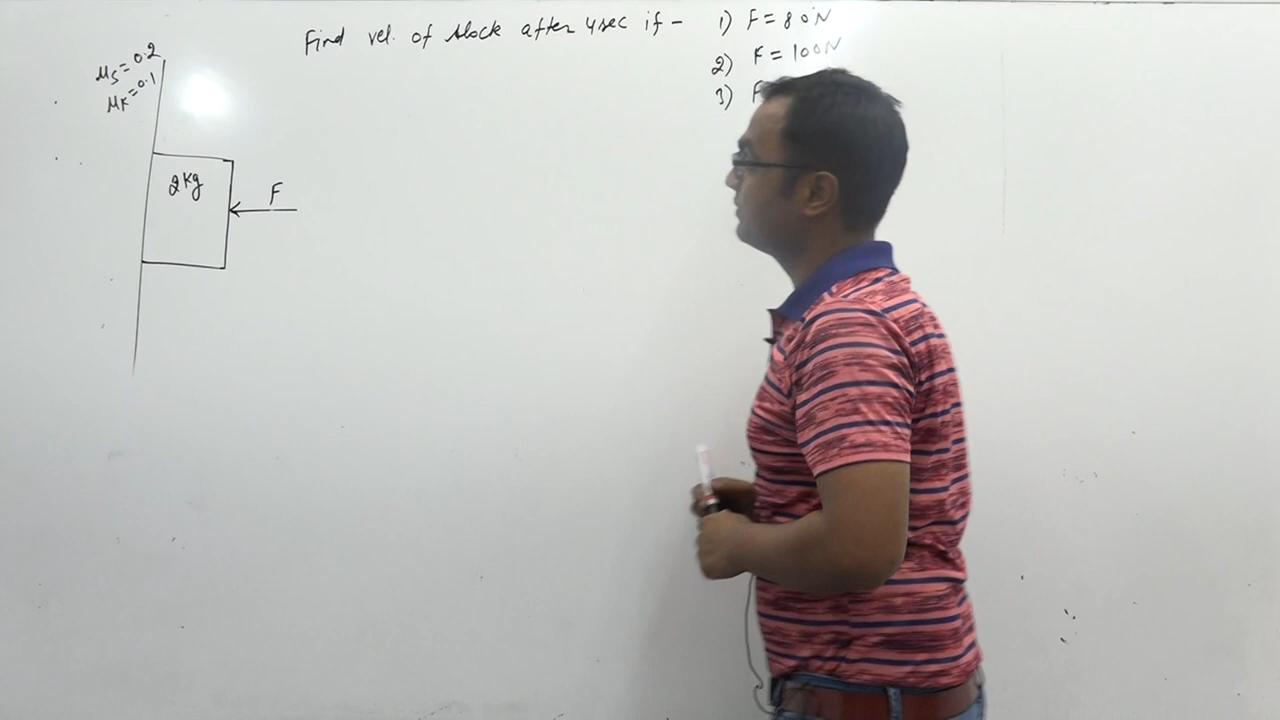 Find vel. of block after 4sec if - 1) F = 80N
2) F = 100N
3) F
μs=0.2
μK=0.1
2kg
F